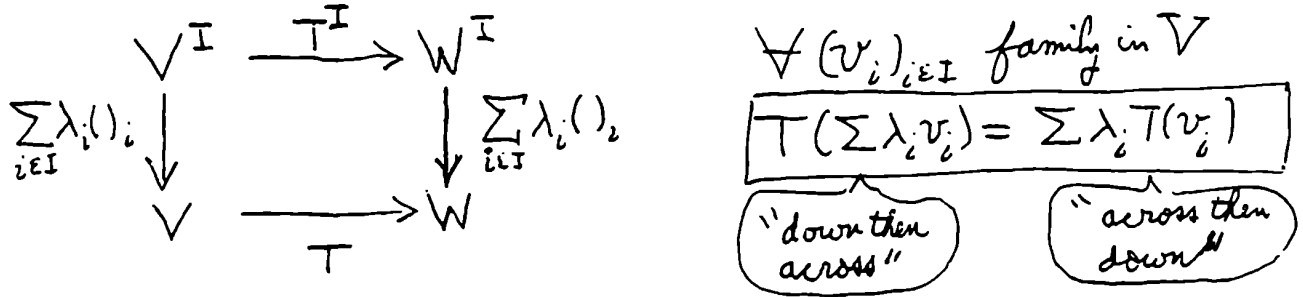 V^I T^I W^I
∑_{i∈I} λ_i( )_i ∑_{i∈I} λ_i( )_i
V T W
∀ (v_i)_{i∈I} family in V
T(∑ λ_i v_i) = ∑ λ_i T(v_i)
"down then
across"
"across then
down"